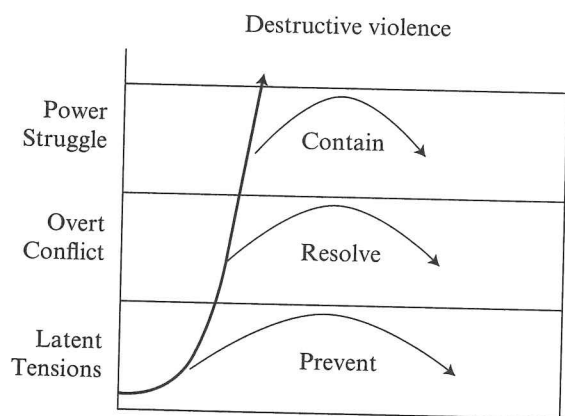 Destructive violence
Power
Struggle
Contain
Overt
Conflict
Resolve
Latent
Tensions
Prevent